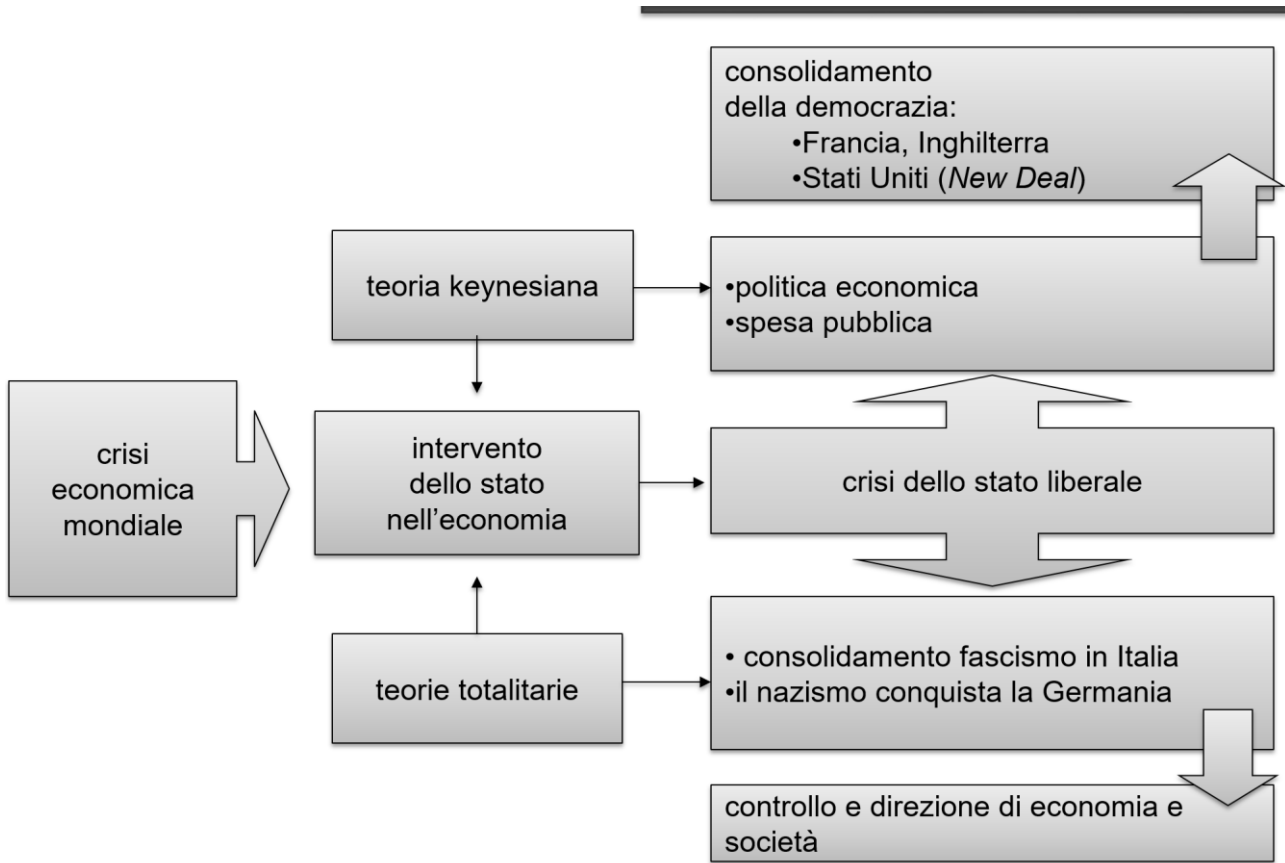 consolidamento
della democrazia:
•Francia, Inghilterra
•Stati Uniti (New Deal)
teoria keynesiana
•politica economica
•spesa pubblica
crisi
economica
mondiale
intervento
dello stato
nell’economia
crisi dello stato liberale
teorie totalitarie
• consolidamento fascismo in Italia
•il nazismo conquista la Germania
controllo e direzione di economia e
società